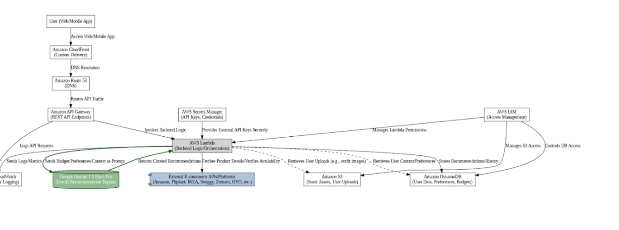 User (Web/Mobile App)
Access Web/Mobile App
Amazon CloudFront
(Content Delivery)
DNS Resolution
Amazon Route 53
(DNS)
Routes API Traffic
Amazon API Gateway
(REST API Endpoints)
AWS Secrets Manager
(API Keys, Credentials)
AWS IAM
(Access Management)
Invokes Backend Logic
Provides External API Keys Securely
Manages Lambda Permissions
Logs API Requests
AWS Lambda
(Backend Logic/Orchestration)
Manages S3 Access
Controls DB Access
Sends Logs/Metrics
Sends Budget/Preference/Context as Prompt
Returns Curated Recommendations
Fetches Product Details/Verifies Availability
Retrieves User Uploads (e.g., outfit images)
Retrieves User Context/Preferences
Stores Recommendations/History
Logging)
Google Gemini
External E-commerce APIs/Platforms
(Amazon, Flipkart, IKEA, Swiggy, Zomato, OYO, etc.)
Amazon S3
(Static Assets, User Uploads)
Amazon DynamoDB
(User Data, Preferences, Budgets)